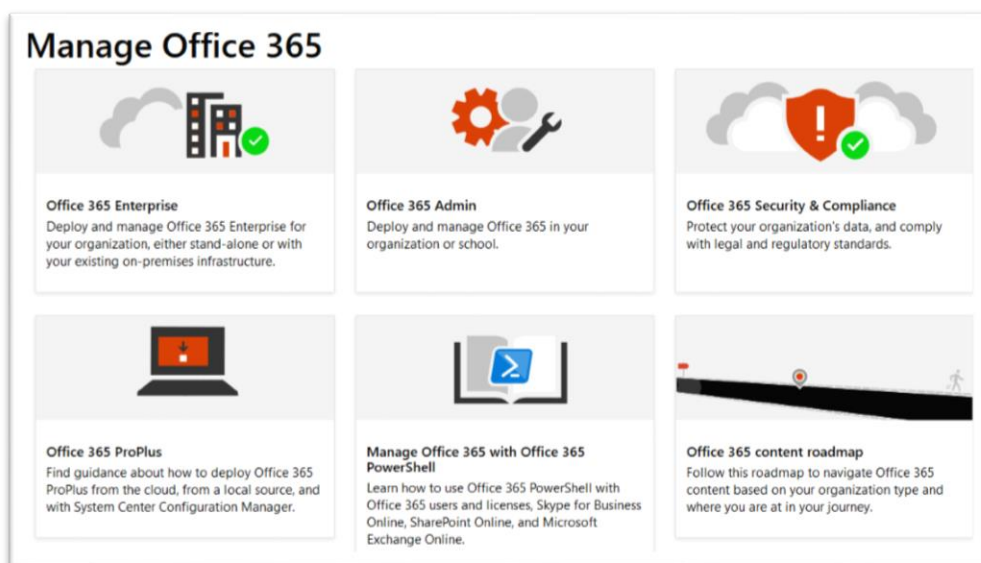 Manage Office 365
Office 365 Enterprise
Deploy and manage Office 365 Enterprise for
your organization, either stand-alone or with
your existing on-premises infrastructure.
Office 365 Admin
Deploy and manage Office 365 in your
organization or school.
Office 365 Security & Compliance
Protect your organization's data, and comply
with legal and regulatory standards.
Office 365 ProPlus
Find guidance about how to deploy Office 365
ProPlus from the cloud, from a local source, and
with System Center Configuration Manager.
Manage Office 365 with Office 365
PowerShell
Learn how to use Office 365 PowerShell with
Office 365 users and licenses, Skype for Business
Online, SharePoint Online, and Microsoft
Exchange Online.
Office 365 content roadmap
Follow this roadmap to navigate Office 365
content based on your organization type and
where you are at in your journey.